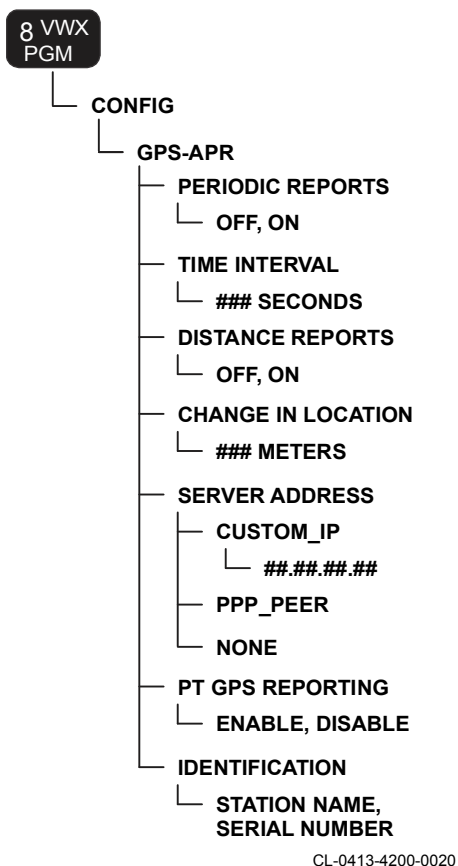 8 VWX
PGM
CONFIG
GPS-APR
PERIODIC REPORTS
OFF, ON
TIME INTERVAL
### SECONDS
DISTANCE REPORTS
OFF, ON
CHANGE IN LOCATION
### METERS
SERVER ADDRESS
CUSTOM_IP
##.##.##.##
PPP_PEER
NONE
PT GPS REPORTING
ENABLE, DISABLE
IDENTIFICATION
STATION NAME,
SERIAL NUMBER
CL-0413-4200-0020